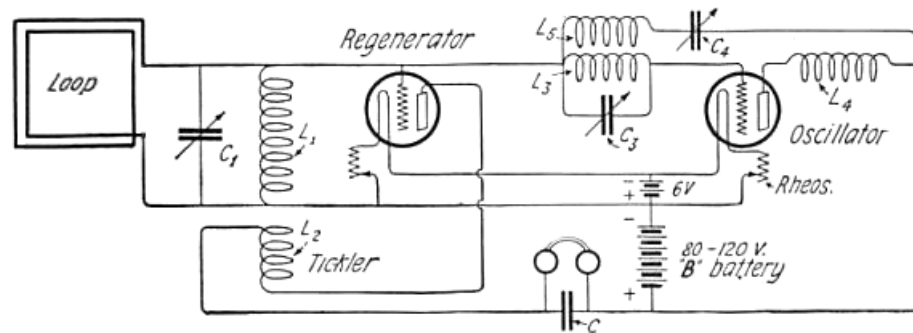 Loop
C1
L1
Regenerator
L5
C4
L3
C3
L4
Oscillator
Rheos.
-
+
6V
-
80-120 V.
"B" battery
+
L2
Tickler
C